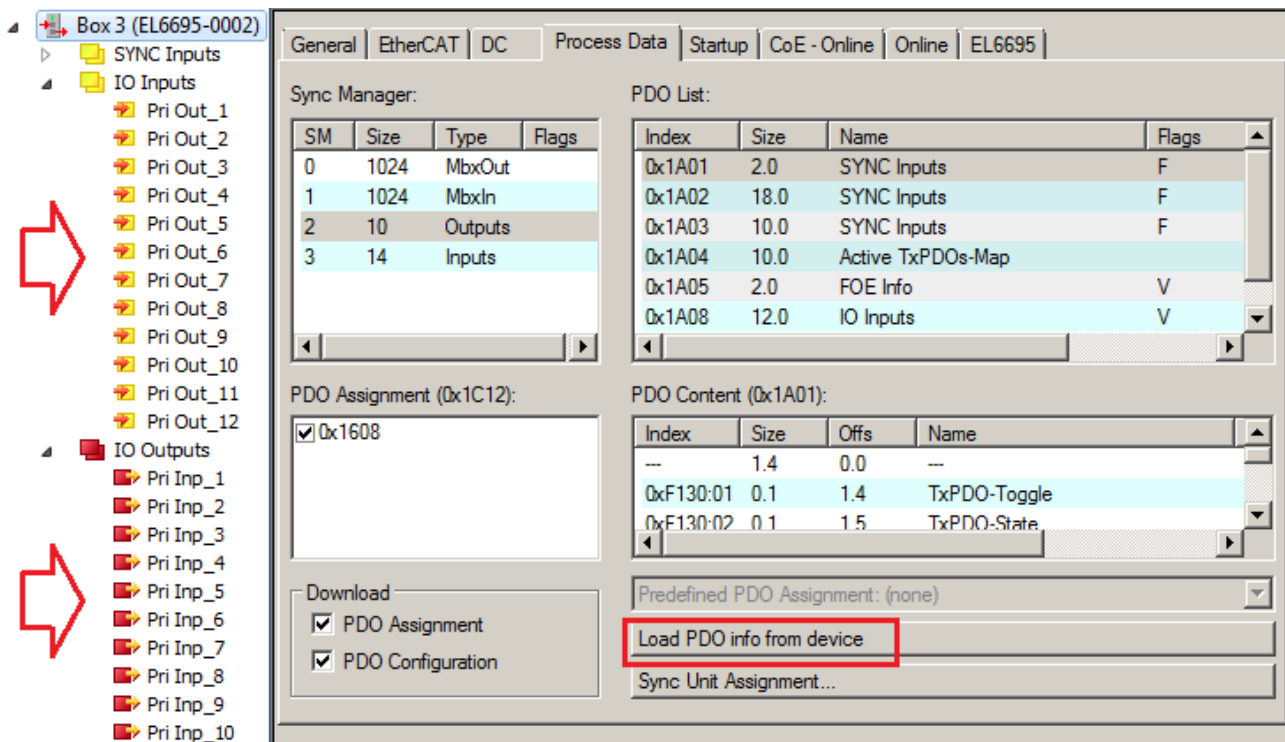 Box 3 (EL6695-0002)
SYNC Inputs
IO Inputs
Pri Out_1
Pri Out_2
Pri Out_3
Pri Out_4
Pri Out_5
Pri Out_6
Pri Out_7
Pri Out_8
Pri Out_9
Pri Out_10
Pri Out_11
Pri Out_12
IO Outputs
Pri Inp_1
Pri Inp_2
Pri Inp_3
Pri Inp_4
Pri Inp_5
Pri Inp_6
Pri Inp_7
Pri Inp_8
Pri Inp_9
Pri Inp_10
General EtherCAT DC Process Data Startup CoE - Online Online EL6695
Sync Manager:
SM Size Type Flags
0 1024 MbxOut
1 1024 MbxIn
2 10 Outputs
3 14 Inputs
PDO List:
Index Size Name Flags
0x1A01 2.0 SYNC Inputs F
0x1A02 18.0 SYNC Inputs F
0x1A03 10.0 SYNC Inputs F
0x1A04 10.0 Active TxPDOs-Map
0x1A05 2.0 FOE Info V
0x1A08 12.0 IO Inputs V
PDO Assignment (0x1C12):
0x1608
PDO Content (0x1A01):
Index Size Offs Name
--- 1.4 0.0 ---
0xF130:01 0.1 1.4 TxPDO-Toggle
0xF130:02 0.1 1.5 TxPDO-State
Download
PDO Assignment
PDO Configuration
Predefined PDO Assignment: (none)
Load PDO info from device
Sync Unit Assignment...